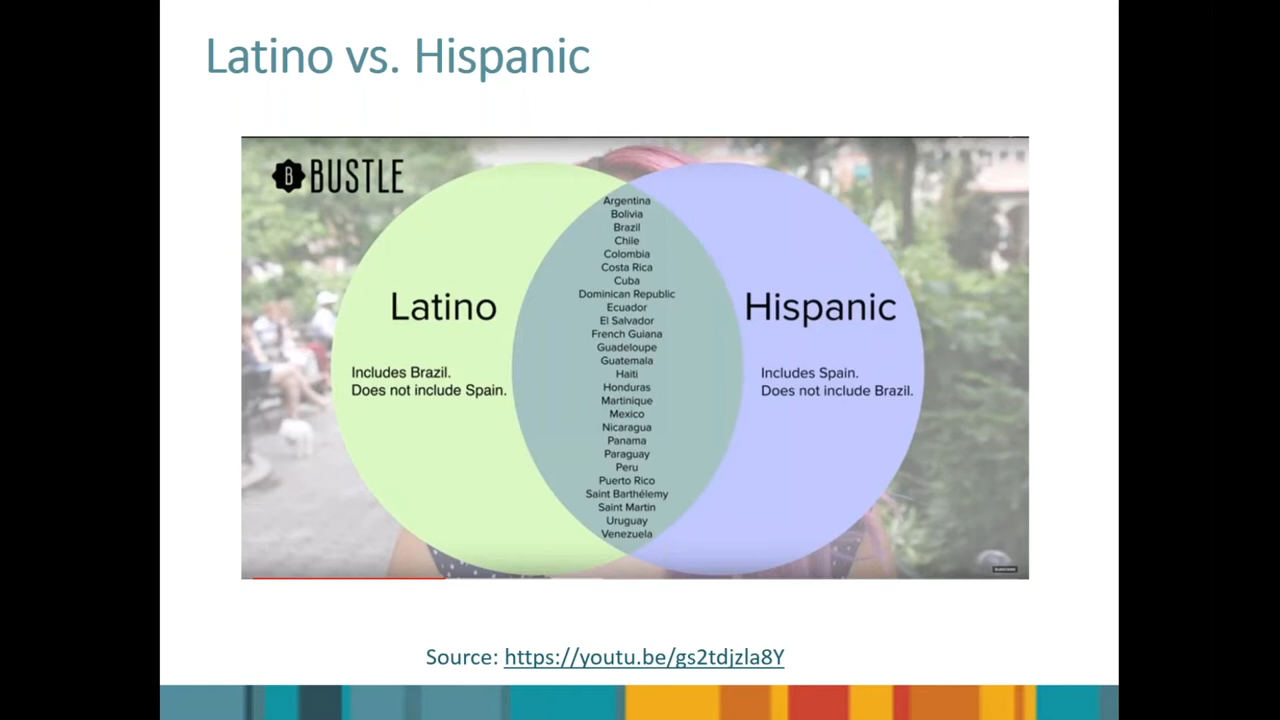 Latino vs. Hispanic
B BUSTLE
Argentina
Bolivia
Brazil
Chile
Colombia
Costa Rica
Cuba
Dominican Republic
Ecuador
El Salvador
French Guiana
Guadeloupe
Guatemala
Haiti
Honduras
Martinique
Mexico
Nicaragua
Panama
Paraguay
Peru
Puerto Rico
Saint Barthélemy
Saint Martin
Uruguay
Venezuela
Latino
Includes Brazil.
Does not include Spain.
Hispanic
Includes Spain.
Does not include Brazil.
Source: https://youtu.be/gs2tdjzla8Y